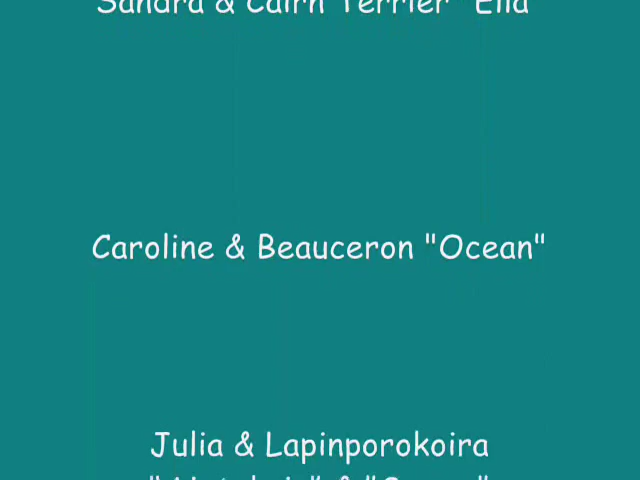 Sandra & Cairn Terrier "Ella"
Caroline & Beauceron "Ocean"
Julia & Lapinporokoira